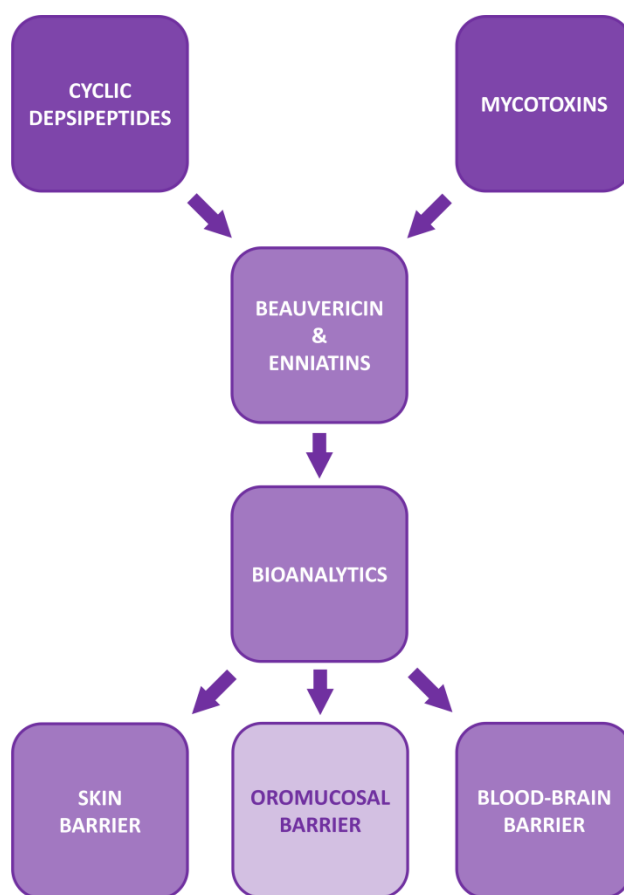 CYCLIC
DEPSIPEPTIDES
MYCOTOXINS
BEAUVERICIN
&
ENNIATINS
BIOANALYTICS
SKIN
BARRIER
OROMUCOSAL
BARRIER
BLOOD-BRAIN
BARRIER